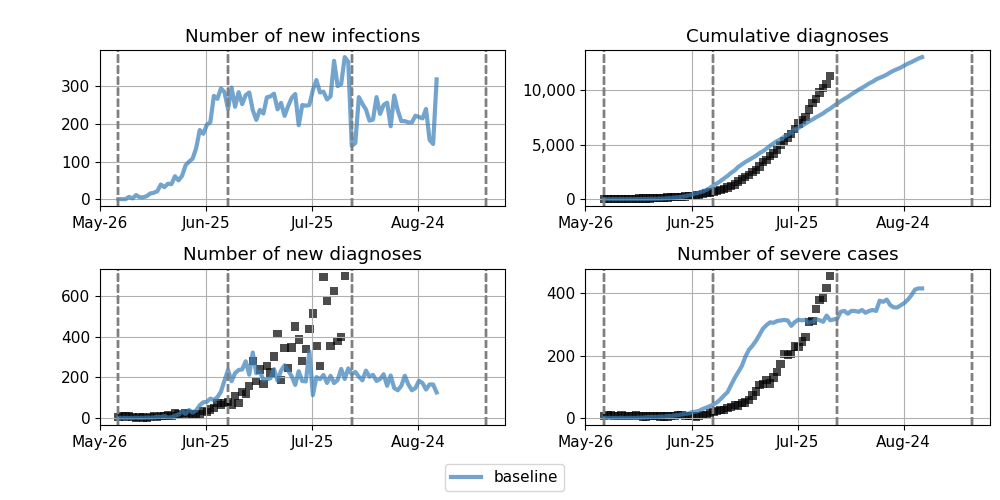 Number of new infections
300
200
100
0
May-26 Jun-25 Jul-25 Aug-24
Cumulative diagnoses
10,000
5,000
0
May-26 Jun-25 Jul-25 Aug-24
Number of new diagnoses
600
400
200
0
May-26 Jun-25 Jul-25 Aug-24
Number of severe cases
400
200
0
May-26 Jun-25 Jul-25 Aug-24
baseline